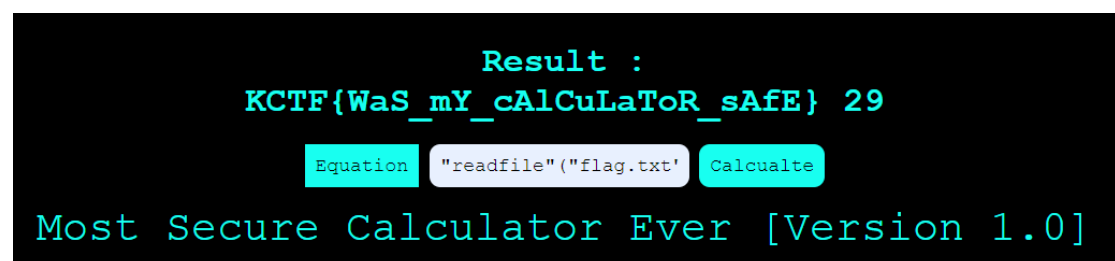 Result :
KCTF{WaS_mY_cAlCuLaToR_sAfE} 29
Equation "readfile"("flag.txt' Calcualte
Most Secure Calculator Ever [Version 1.0]